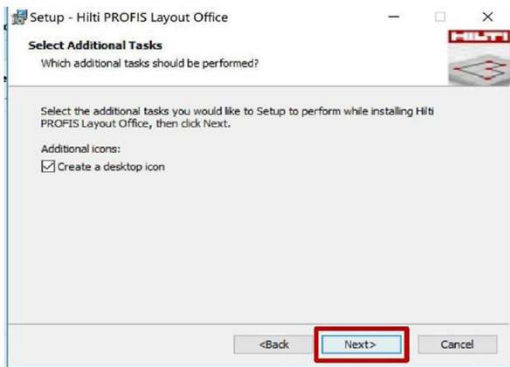 Setup - Hilti PROFIS Layout Office
HILTI
Select Additional Tasks
Which additional tasks should be performed?
Select the additional tasks you would like to Setup to perform while installing Hilti
PROFIS Layout Office, then click Next.
Additional icons:
Create a desktop icon
<Back Next> Cancel